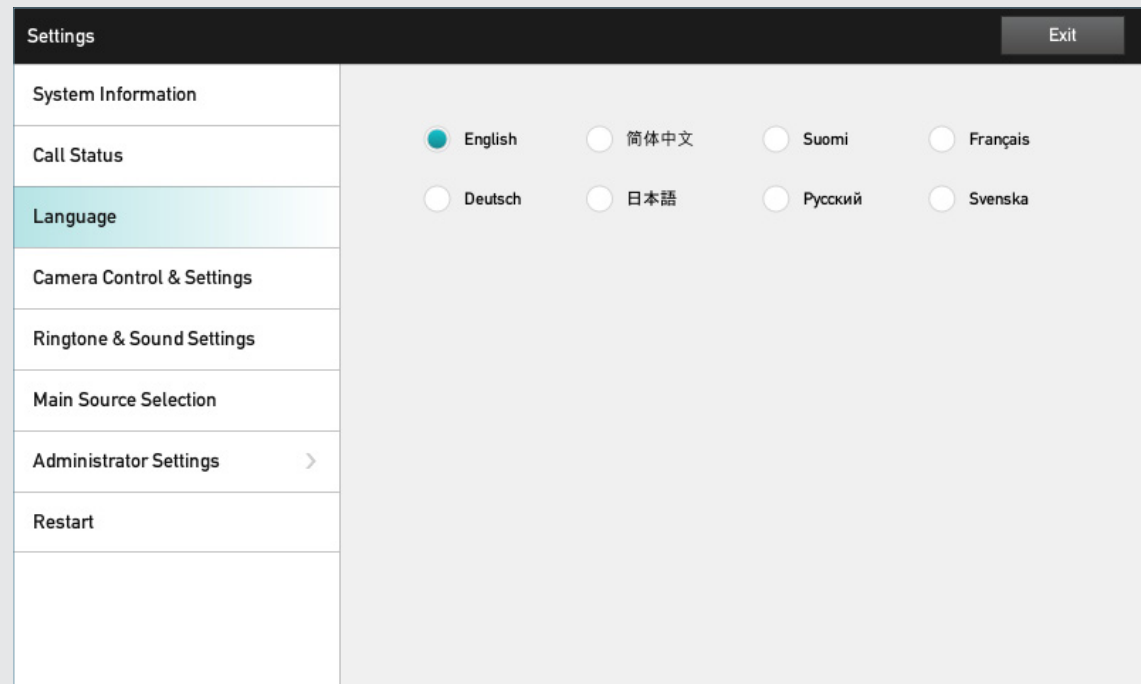 Settings
Exit
System Information
Call Status
Language
Camera Control & Settings
Ringtone & Sound Settings
Main Source Selection
Administrator Settings
Restart
English 简体中文 Suomi Français
Deutsch 日本語 Русский Svenska